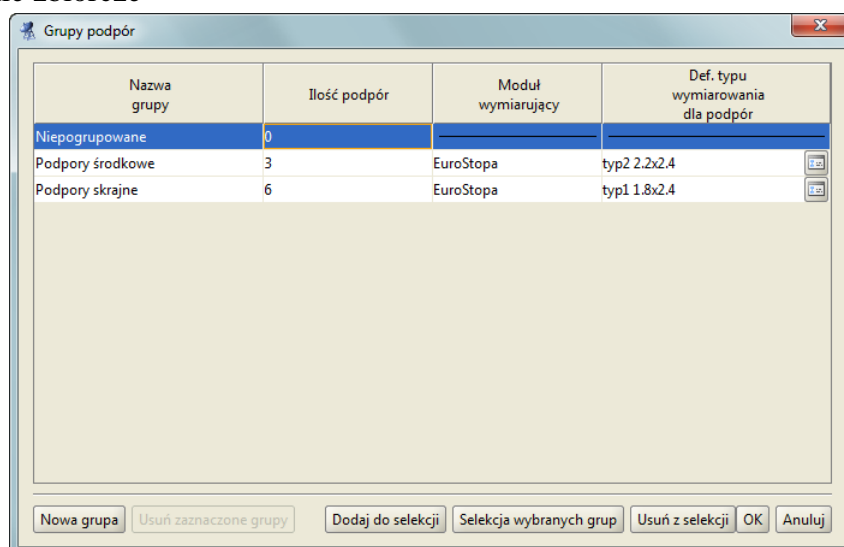 Grupy podpór
Nazwa grupy
Ilość podpór
Moduł wymiarujący
Def. typu wymiarowania dla podpór
Niepogrupowane 0
Podpory środkowe 3 EuroStopa typ2 2.2x2.4
Podpory skrajne 6 EuroStopa typ1 1.8x2.4
Nowa grupa Usuń zaznaczone grupy Dodaj do selekcji Selekcja wybranych grup Usuń z selekcji OK Anuluj